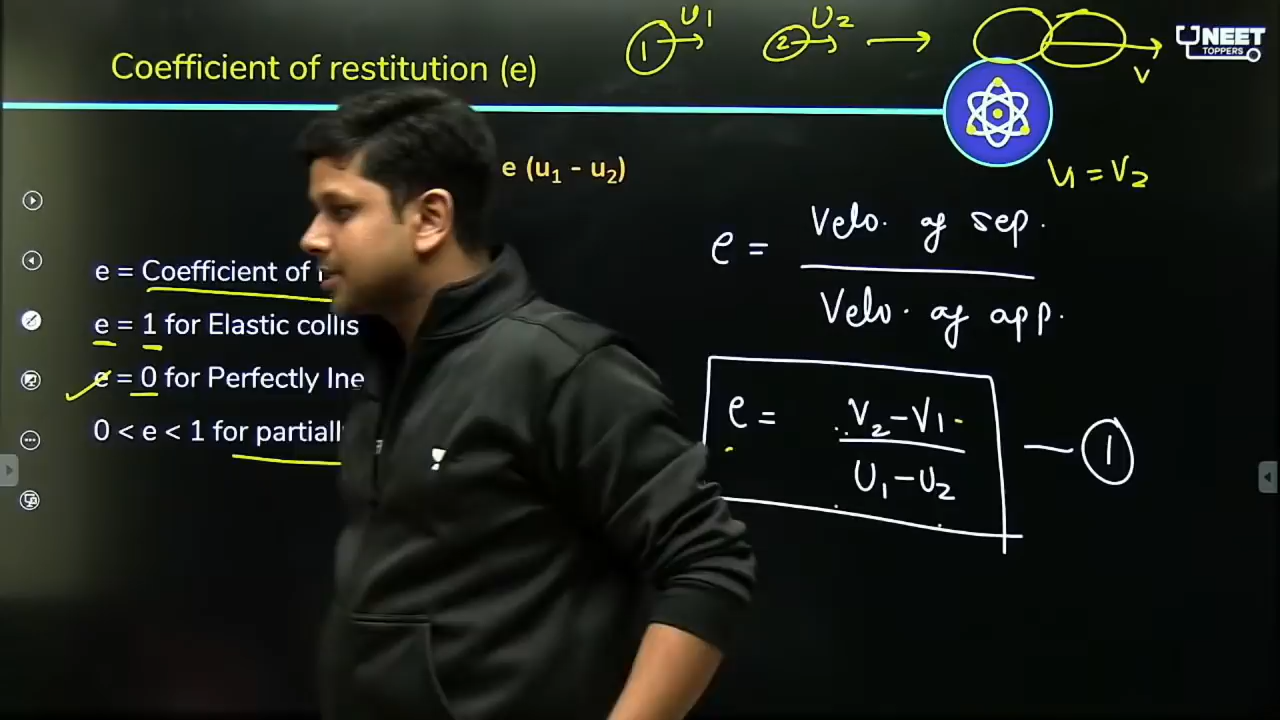 U1 U2
1 2
V
NEET
TOPPERS
Coefficient of restitution (e)
e (u₁ - u₂)
V1 = V2
e = Velo. of sep.
Velo. of app.
e = Coefficient of
e = 1 for Elastic collis
e = 0 for Perfectly Ine
0 < e < 1 for partiall
e = V2 - V1
U1 - U2
1